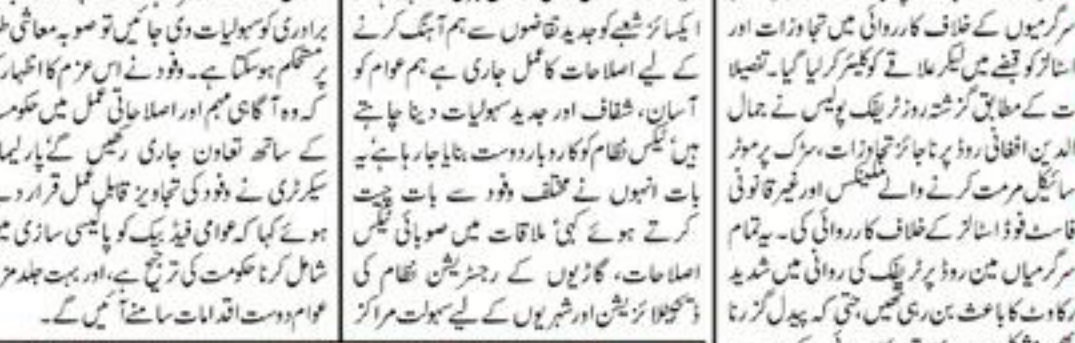 سرگرمیوں کے خلاف کارروائی میں تجاوزات اور
اسٹالز کو قبضے میں لیکر علاقے کو کلیئر کرلیا گیا۔ تفصیلا
ت کے مطابق گزشتہ روز ٹریفک پولیس نے جمال
الدین افغانی روڈ پر ناجائز تجاوزات، سڑک پر موٹر
سائیکل مرمت کرنے والے مکینکس اور غیر قانونی
فاسٹ فوڈ اسٹالز کے خلاف کارروائی کی۔ یہ تمام
سرگرمیاں مین روڈ پر ٹریفک کی روانی میں شدید
رکاوٹ کا باعث بن رہی تھیں، حتیٰ کہ پیدل گزرنا
ایکسائز شعبے کو جدید تقاضوں سے ہم آہنگ کرنے
کے لیے اصلاحات کا عمل جاری ہے ہم عوام کو
آسان، شفاف اور جدید سہولیات دینا چاہتے
ہیں' ٹیکس نظام کو کاروبار دوست بنایا جارہا ہے' یہ
بات انہوں نے مختلف وفود سے بات چیت
کرتے ہوئے کہی' ملاقات میں صوبائی ٹیکس
اصلاحات، گاڑیوں کے رجسٹریشن نظام کی
ڈیجیٹلائزیشن اور شہریوں کے لیے سہولت مراکز
برادری کو سہولیات دی جائیں تو صوبہ معاشی ط
پر مستحکم ہوسکتا ہے۔ وفود نے اس عزم کا اظہار
کہ وہ آگاہی مہم اور اصلاحاتی عمل میں حکوم
کے ساتھ تعاون جاری رکھیں گے' پارلیما
سیکرٹری نے وفود کی تجاویز قابل عمل قرار د
ہوئے کہا کہ عوامی فیڈ بیک کو پالیسی سازی م
شامل کرنا حکومت کی ترجیح ہے، اور بہت جلد مز
عوام دوست اقدامات سامنے آئیں گے۔